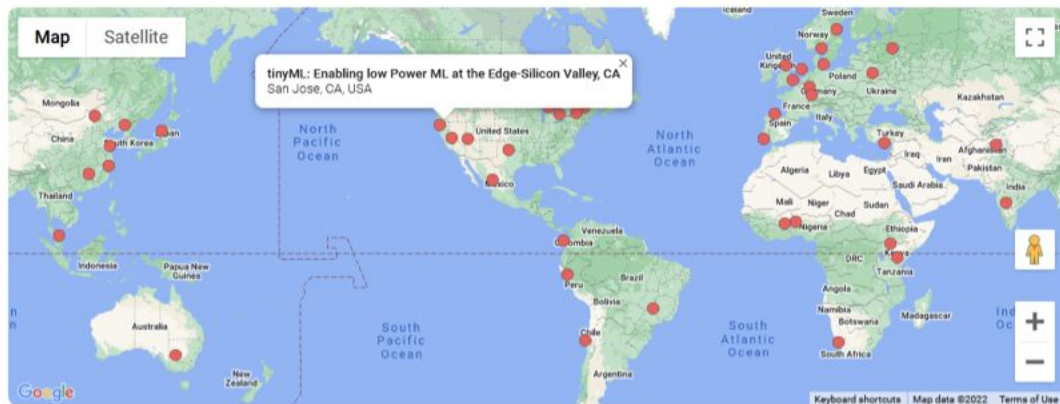 Map
Satellite
tinyML: Enabling low Power ML at the Edge-Silicon Valley, CA
San Jose, CA, USA
Iceland
Sweden
Norway
United
Kingdom
Poland
Germany
Ukraine
France
Italy
Spain
Turkey
Kazakhstan
Afghanistan
Pakistan
Iraq
Iran
Mongolia
China
South Korea
Japan
Thailand
India
North
Pacific
Ocean
United States
Mexico
North
Atlantic
Ocean
Algeria
Libya
Egypt
Saudi Arabia
Mali
Niger
Chad
Sudan
Nigeria
Ethiopia
Kenya
DRC
Tanzania
Venezuela
Colombia
Indonesia
Papua New
Guinea
Peru
Brazil
Bolivia
Angola
Namibia
Botswana
Madagascar
Australia
South
Pacific
Ocean
Chile
South
Atlantic
Ocean
South Africa
Ind
Oc
New
Zealand
Argentina
Google
Keyboard shortcuts
Map data ©2022
Terms of Use